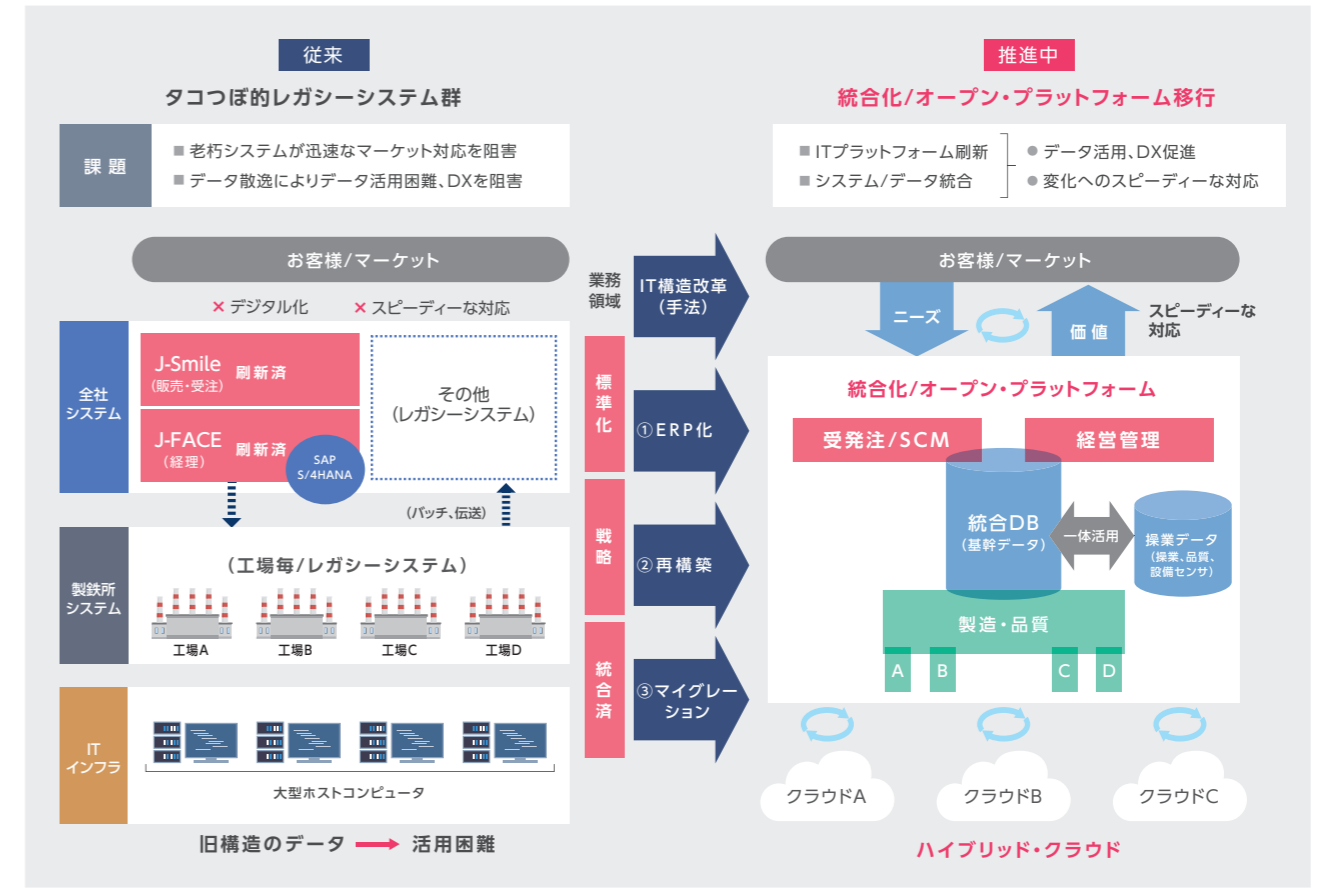 従来
タコつぼ的レガシーシステム群
課題
■ 老朽システムが迅速なマーケット対応を阻害
■ データ散逸によりデータ活用困難、DXを阻害
お客様/マーケット
× デジタル化
× スピーディーな対応
全社
システム
J-Smile
(販売・受注)
刷新済
J-FACE
(経理)
刷新済
SAP
S/4HANA
その他
(レガシーシステム)
(バッチ、伝送)
製鉄所
システム
(工場毎/レガシーシステム)
工場A
工場B
工場C
工場D
IT
インフラ
大型ホストコンピュータ
旧構造のデータ
活用困難
業務
領域
標準化
戦略
統合済
IT構造改革
(手法)
①ERP化
②再構築
③マイグレー
ション
推進中
統合化/オープン・プラットフォーム移行
■ ITプラットフォーム刷新
■ システム/データ統合
● データ活用、DX促進
● 変化へのスピーディーな対応
お客様/マーケット
ニーズ
価値
スピーディーな
対応
統合化/オープン・プラットフォーム
受発注/SCM
経営管理
統合DB
(基幹データ)
一体活用
操業データ
(操業、品質、
設備センサ)
製造・品質
A
B
C
D
クラウドA
クラウドB
クラウドC
ハイブリッド・クラウド